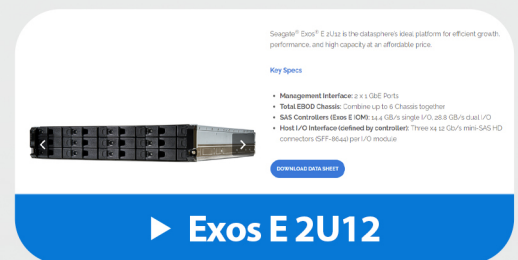 Seagate® Exos® E 2U12 is the datasphere's ideal platform for efficient growth,
performance, and high capacity at an affordable price.
Key Specs
• Management Interface: 2 x 1 GbE Ports
• Total EBOD Chassis: Combine up to 6 Chassis together
• SAS Controllers (Exos E IOM): 14.4 GB/s single I/O, 28.8 GB/s dual I/O
• Host I/O Interface (defined by controller): Three x4 12 Gb/s mini-SAS HD
connectors (SFF-8644) per I/O module
DOWNLOAD DATA SHEET
Exos E 2U12